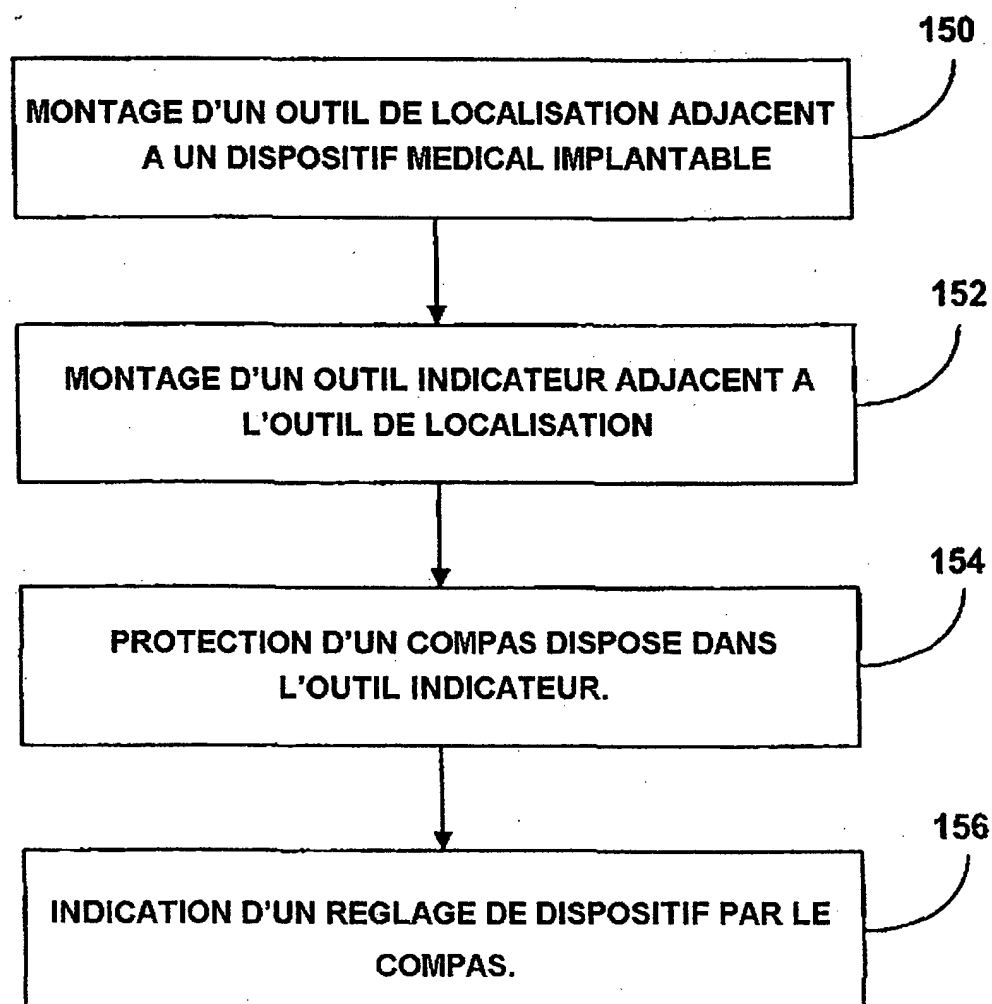 150
MONTAGE D'UN OUTIL DE LOCALISATION ADJACENT
A UN DISPOSITIF MEDICAL IMPLANTABLE
152
MONTAGE D'UN OUTIL INDICATEUR ADJACENT A
L'OUTIL DE LOCALISATION
154
PROTECTION D'UN COMPAS DISPOSE DANS
L'OUTIL INDICATEUR.
156
INDICATION D'UN REGLAGE DE DISPOSITIF PAR LE
COMPAS.